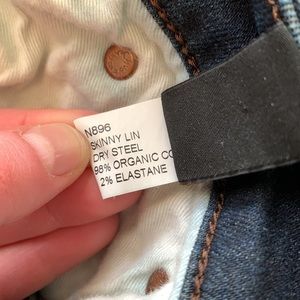 N896
SKINNY LIN
DRY STEEL
98% ORGANIC CO
2% ELASTANE